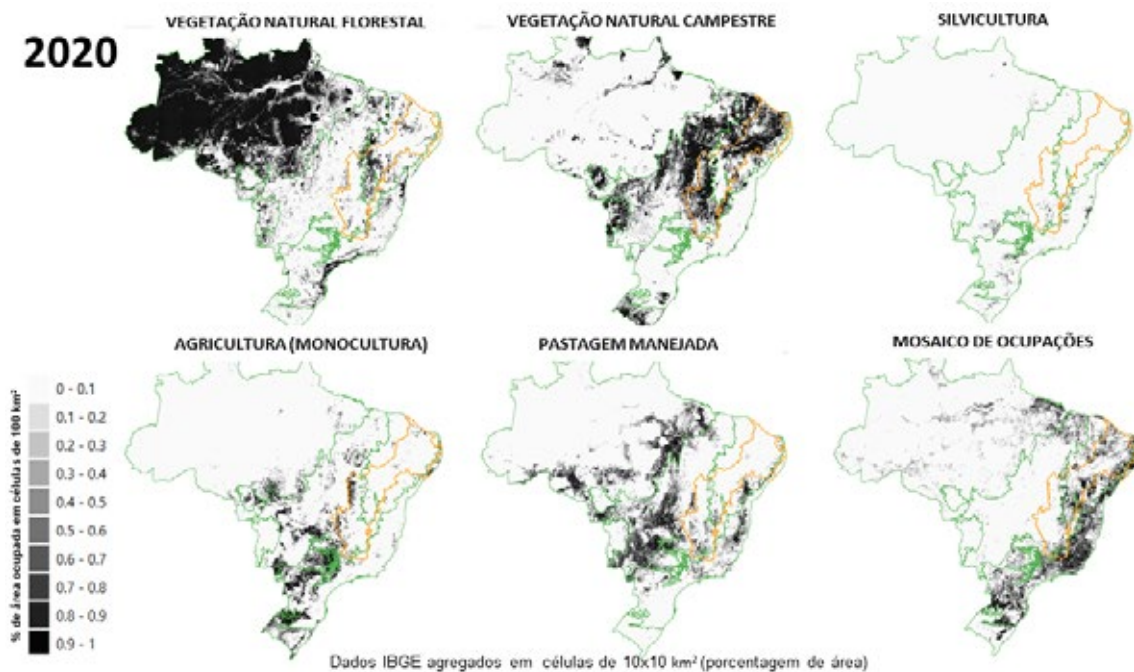 2020
VEGETAÇÃO NATURAL FLORESTAL
VEGETAÇÃO NATURAL CAMPESTRE
SILVICULTURA
AGRICULTURA (MONOCULTURA)
PASTAGEM MANEJADA
MOSAICO DE OCUPAÇÕES
% de área ocupada em células de 100 km²
0 - 0.1
0.1 - 0.2
0.2 - 0.3
0.3 - 0.4
0.4 - 0.5
0.5 - 0.6
0.6 - 0.7
0.7 - 0.8
0.8 - 0.9
0.9 - 1
Dados IBGE agregados em células de 10x10 km² (porcentagem de área)